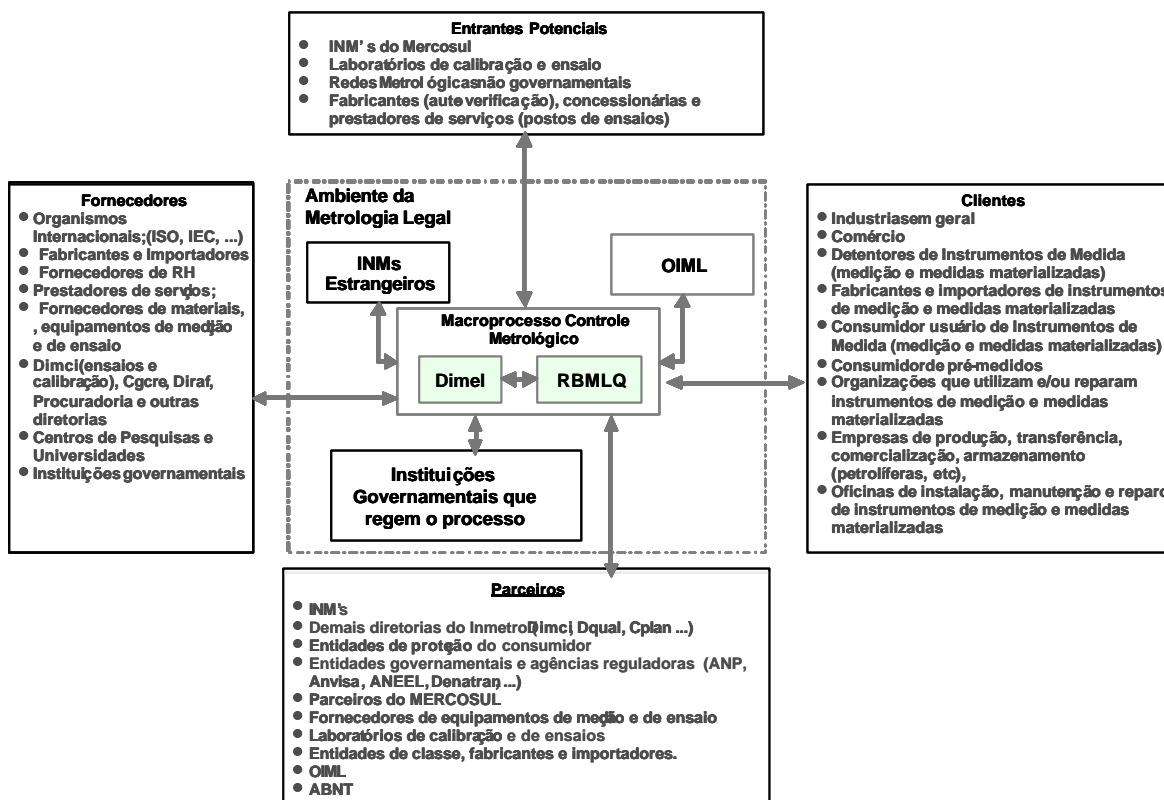 Entrantes Potenciais
● INM's do Mercosul
● Laboratórios de calibração e ensaio
● Redes Metrológicas não governamentais
● Fabricantes (auto verificação), concessionárias e
prestadores de serviços (postos de ensaios)
Fornecedores
● Organismos
Internacionais;(ISO, IEC, ...)
● Fabricantes e Importadores
● Fornecedores de RH
● Prestadores de serviços;
● Fornecedores de materiais,
, equipamentos de medição
e de ensaio
● Dimci(ensaios e
calibração), Cgcre, Diraf,
Procuradoria e outras
diretorias
● Centros de Pesquisas e
Universidades
● Instituições governamentais
Ambiente da
Metrologia Legal
INMs
Estrangeiros
OIML
Macroprocesso Controle
Metrológico
Dimel
RBMLQ
Instituições
Governamentais que
regem o processo
Clientes
● Industrias em geral
● Comércio
● Detentores de Instrumentos de Medida
(medição e medidas materializadas)
● Fabricantes e importadores de instrumentos
de medição e medidas materializadas
● Consumidor usuário de Instrumentos de
Medida (medição e medidas materializadas)
● Consumidor de pré-medidos
● Organizações que utilizam e/ou reparam
instrumentos de medição e medidas
materializadas
● Empresas de produção, transferência,
comercialização, armazenamento
(petrolíferas, etc),
● Oficinas de instalação, manutenção e reparo
de instrumentos de medição e medidas
materializadas
Parceiros
● INM's
● Demais diretorias do Inmetro (Dimci, Dqual, Cplan ...)
● Entidades de proteção do consumidor
● Entidades governamentais e agências reguladoras (ANP,
Anvisa, ANEEL, Denatran, ...)
● Parceiros do MERCOSUL
● Fornecedores de equipamentos de medição e de ensaio
● Laboratórios de calibração e de ensaios
● Entidades de classe, fabricantes e importadores.
● OIML
● ABNT